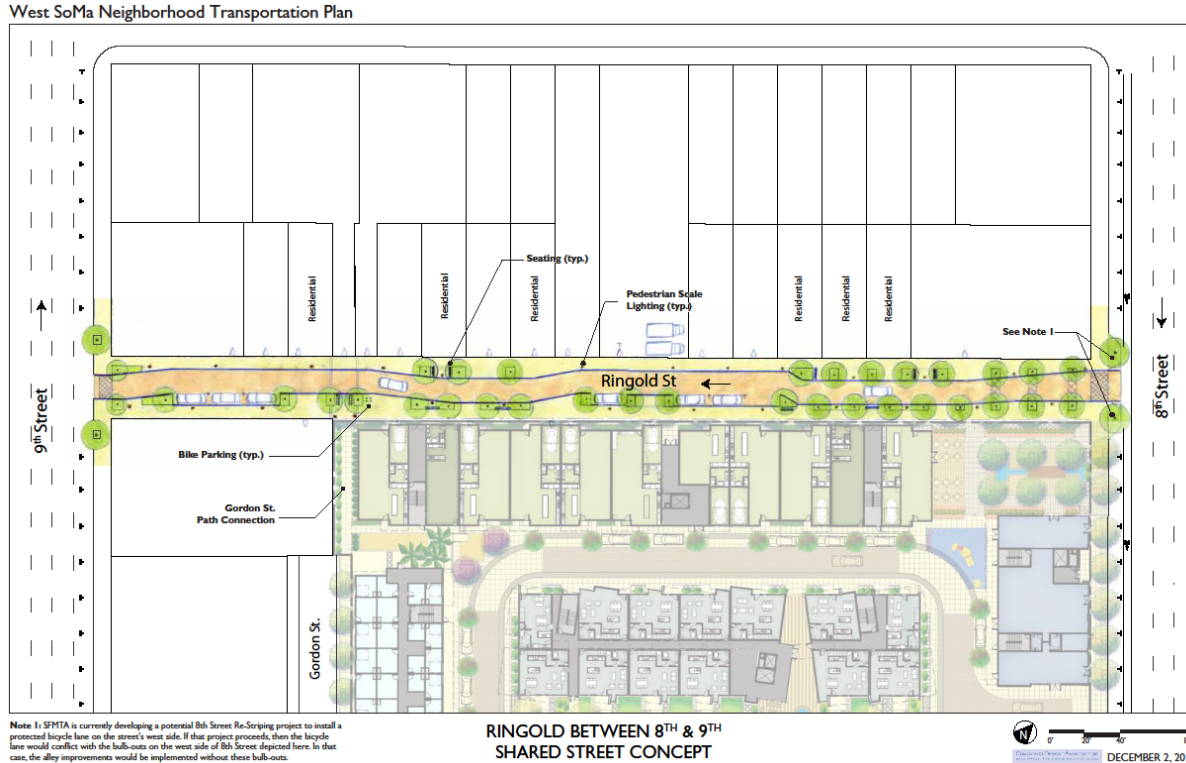 West SoMa Neighborhood Transportation Plan
Seating (typ.)
Residential
Residential
Residential
Pedestrian Scale
Lighting (typ.)
Residential
Residential
Residential
See Note 1
Ringold St
9th Street
8th Street
Bike Parking (typ.)
Gordon St.
Path Connection
Gordon St.
Note 1: SFMTA is currently developing a potential 8th Street Re-Striping project to install a
protected bicycle lane on the street's west side. If that project proceeds, then the bicycle
lane would conflict with the bulb-outs on the west side of 8th Street depicted here. In that
case, the alley improvements would be implemented without these bulb-outs.
RINGOLD BETWEEN 8TH & 9TH
SHARED STREET CONCEPT
0' 20' 40'
DECEMBER 2, 20